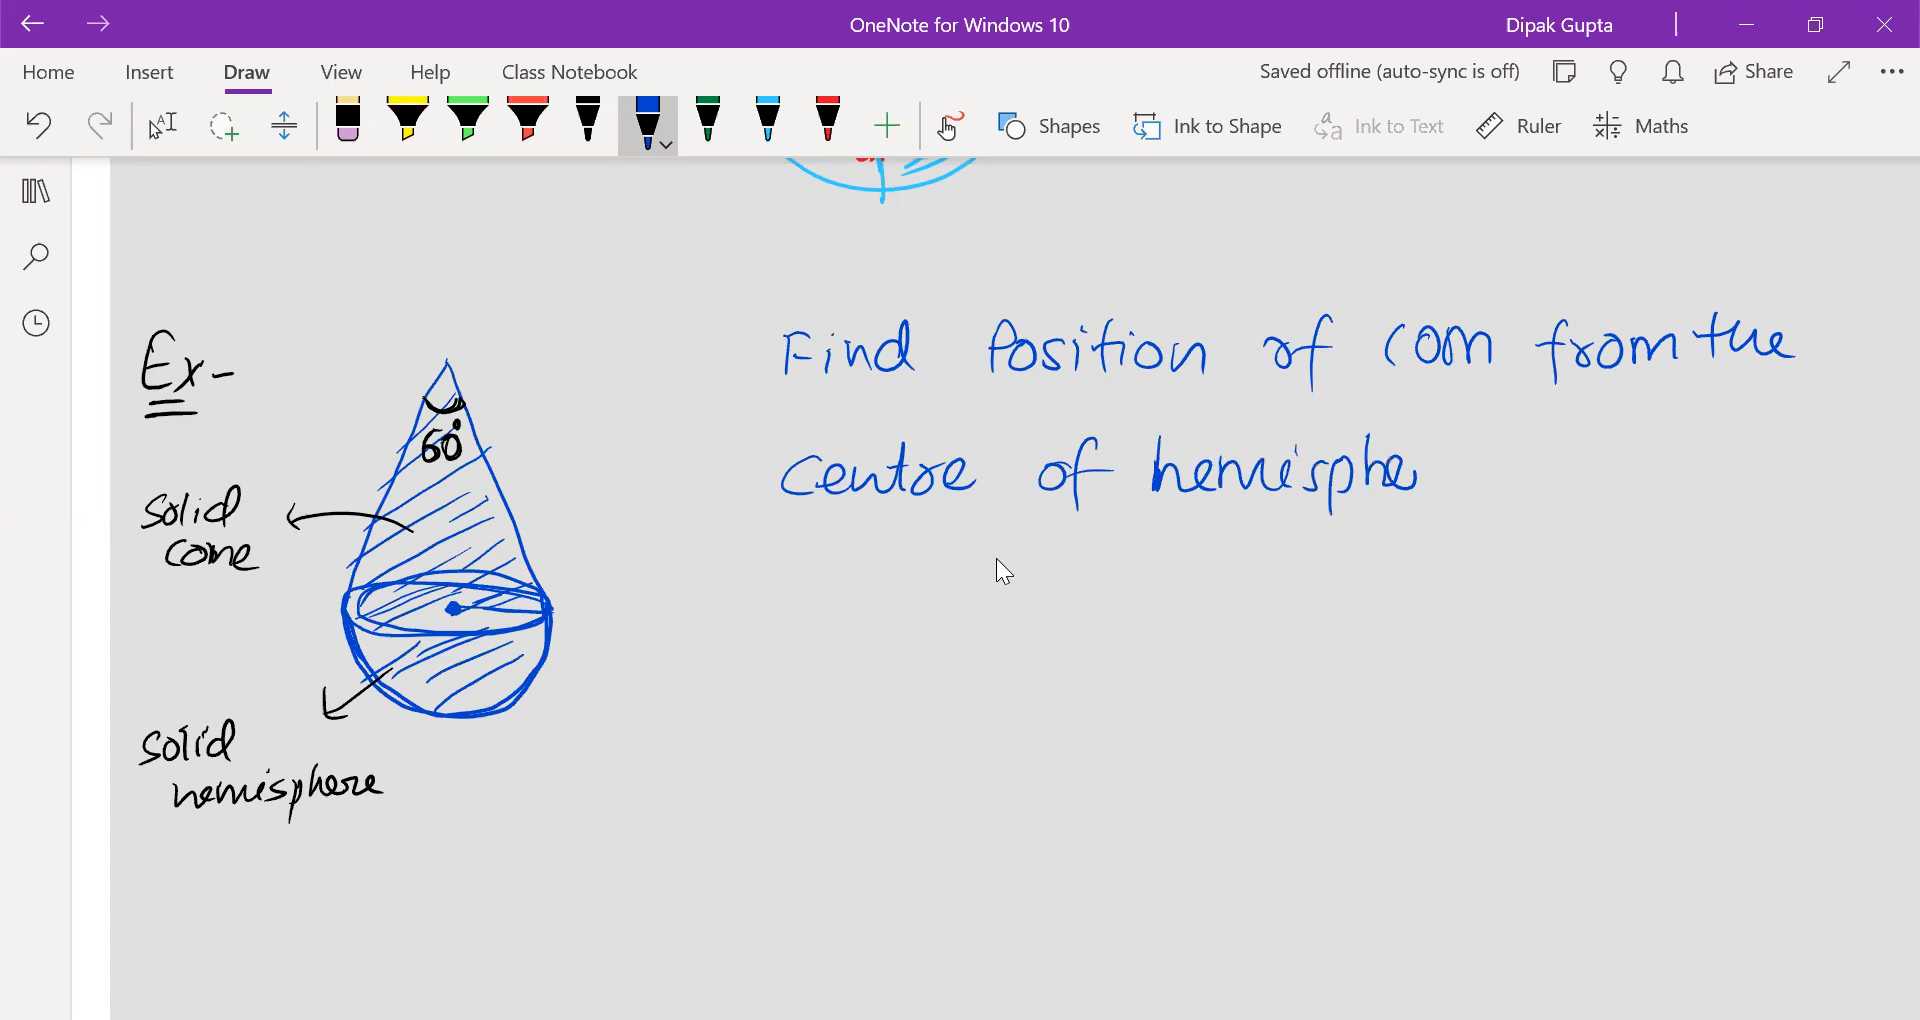 OneNote for Windows 10
Dipak Gupta
Home Insert Draw View Help Class Notebook
Saved offline (auto-sync is off)
Share
Shapes
Ink to Shape
Ink to Text
Ruler
Maths
Ex-
60°
solid
cone
solid
hemisphere
Find Position of COM from the
centre of hemisphe